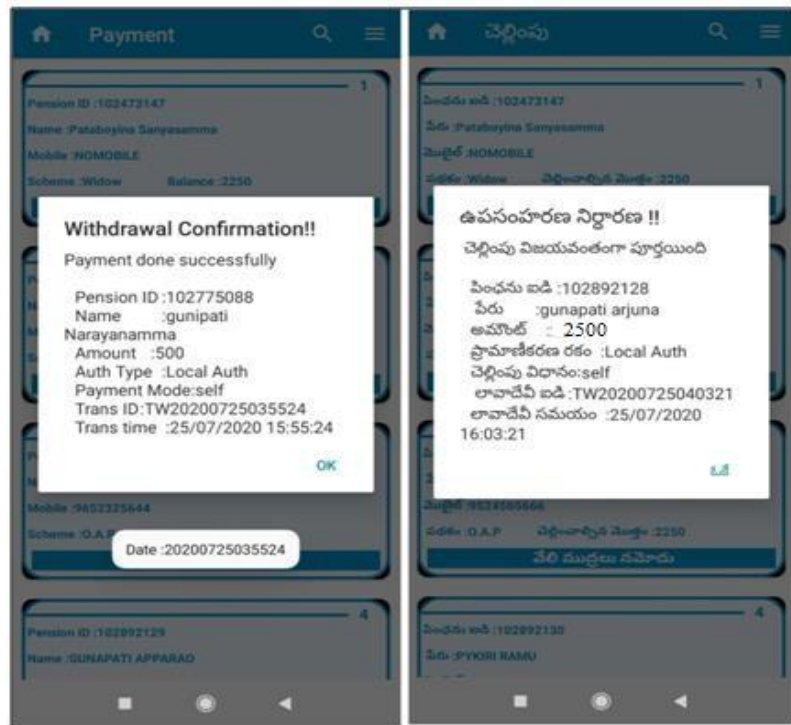 Payment
1
Pension ID :102473147
Name :Pataboyina Sanyasamma
Mobile :NOMOBILE
Scheme :Widow Balance :2250
Withdrawal Confirmation!!
Payment done successfully
Pension ID :102775088
Name :gunipati
Narayanamma
Amount :500
Auth Type :Local Auth
Payment Mode:self
Trans ID:TW20200725035524
Trans time :25/07/2020 15:55:24
OK
Mobile :9652325644
Scheme :O.A.P
Date :20200725035524
4
Pension ID :102892129
Name :GUNAPATI APPARAO
చెల్లింపు
1
పింఛను ఐడి :102473147
పేరు :Pataboyina Sanyasamma
మొబైల్ :NOMOBILE
పథకం :Widow చెల్లించాల్సిన మొత్తం :2250
ఉపసంహరణ నిర్ధారణ !!
చెల్లింపు విజయవంతంగా పూర్తయింది
పింఛను ఐడి :102892128
పేరు :gunapati arjuna
అమౌంట్ : 2500
ప్రామాణీకరణ రకం :Local Auth
చెల్లింపు విధానం:self
లావాదేవీ ఐడి :TW20200725040321
లావాదేవీ సమయం :25/07/2020
16:03:21
ఓకే
పథకం :O.A.P చెల్లించాల్సిన మొత్తం :2250
వేలి ముద్రలు నమోదు
4
పింఛను ఐడి :102892130
పేరు :PYKIRI RAMU